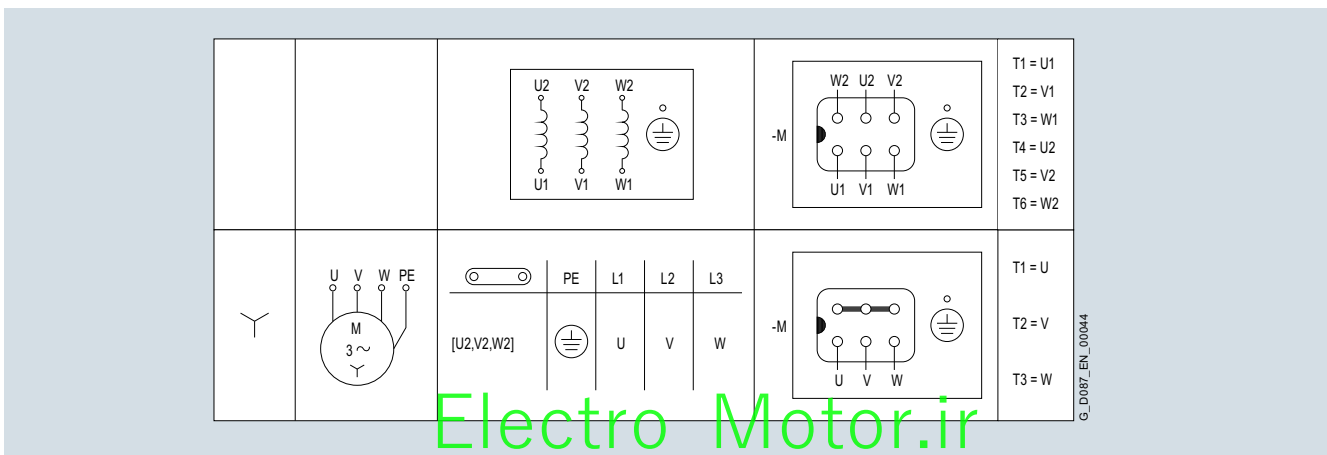 U2 V2 W2
U1 V1 W1
-M
W2 U2 V2
U1 V1 W1
T1 = U1
T2 = V1
T3 = W1
T4 = U2
T5 = V2
T6 = W2
U V W PE
M
3 ~
PE L1 L2 L3
[U2,V2,W2] U V W
-M
U V W
T1 = U
T2 = V
T3 = W
G_D087_EN_00044
Electro Motor.ir